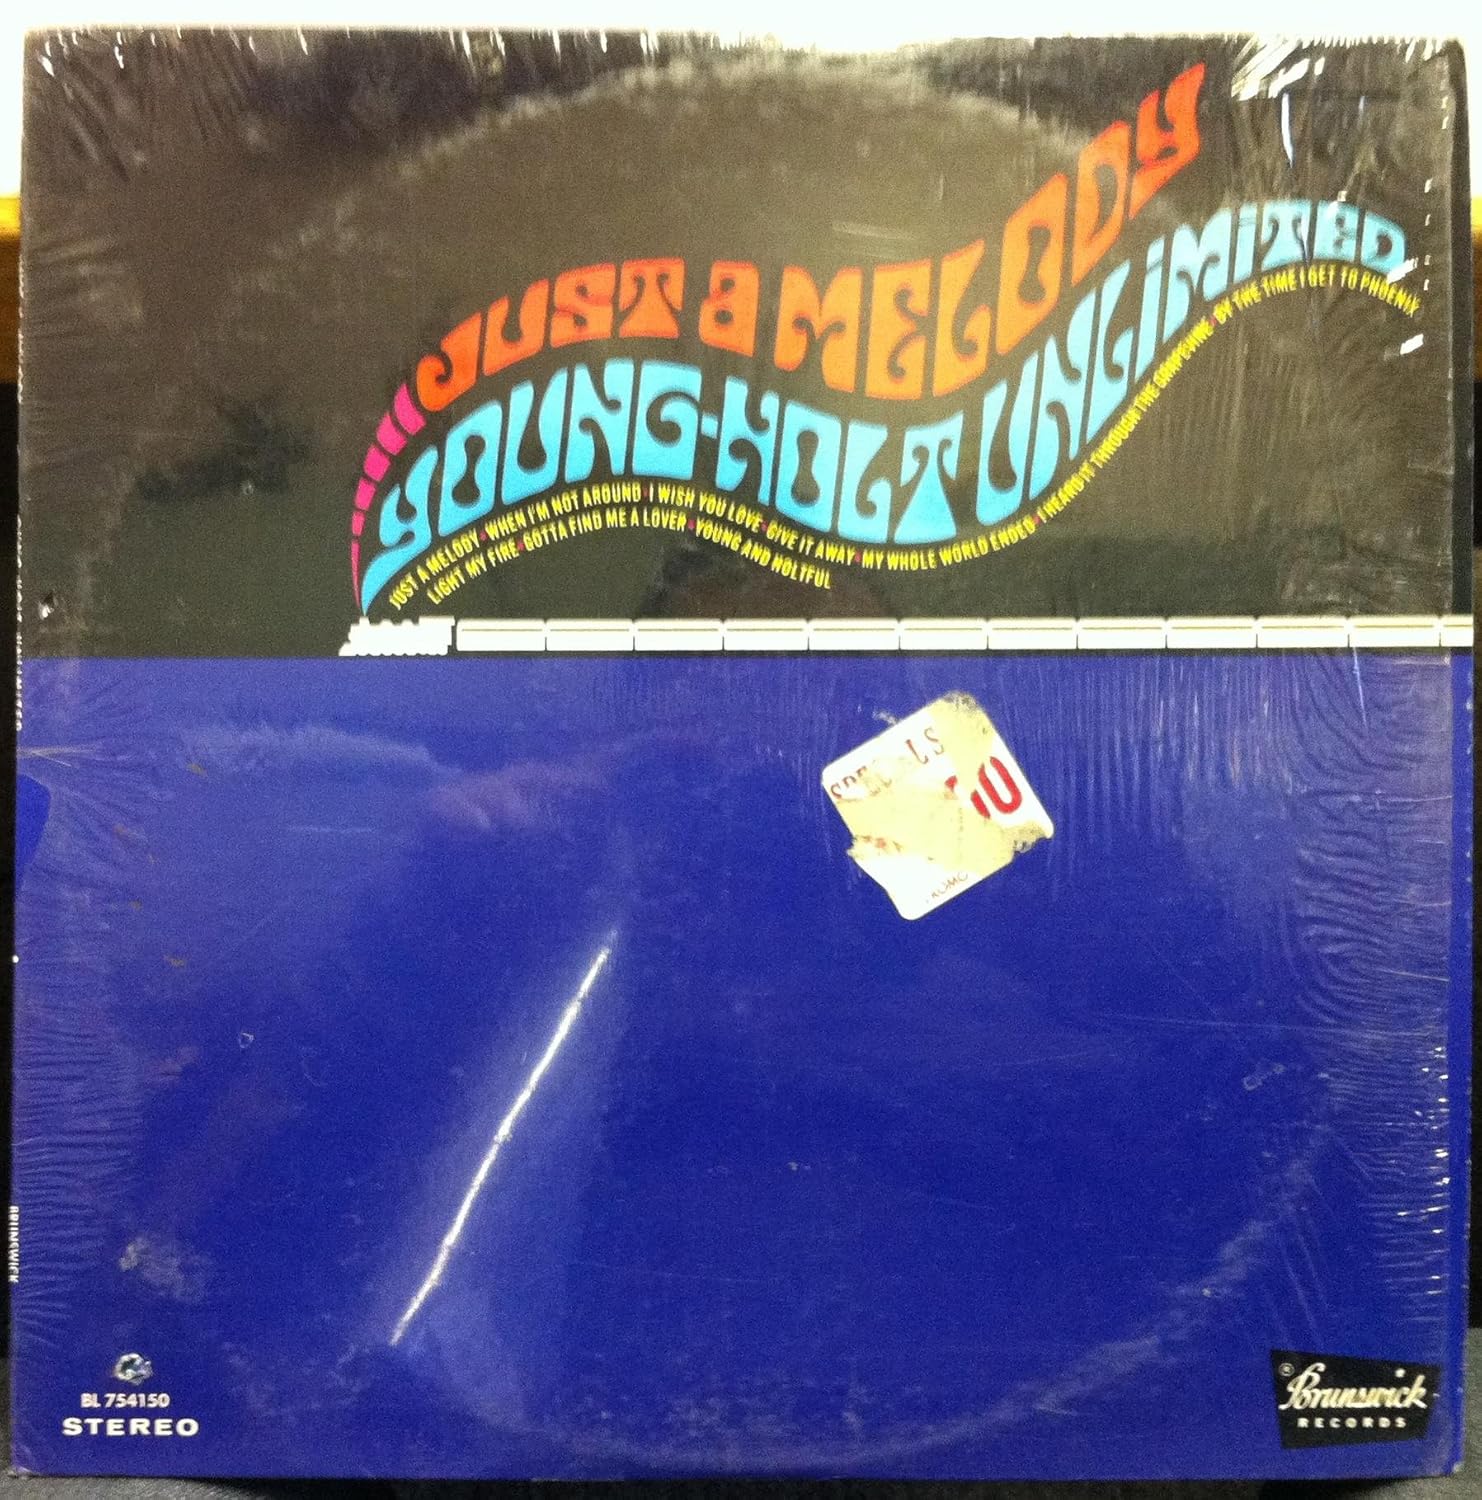 JUST A MELODY
YOUNG-HOLT UNLIMITED
JUST A MELODY • WHEN I'M NOT AROUND • I WISH YOU LOVE • GIVE IT AWAY • MY WHOLE WORLD ENDED • I HEARD IT THROUGH THE GRAPEVINE • BY THE TIME I GET TO PHOENIX
LIGHT MY FIRE • GOTTA FIND ME A LOVER • YOUNG AND HOLTFUL
BRUNSWICK
BL 754150
STEREO
® Brunswick
RECORDS